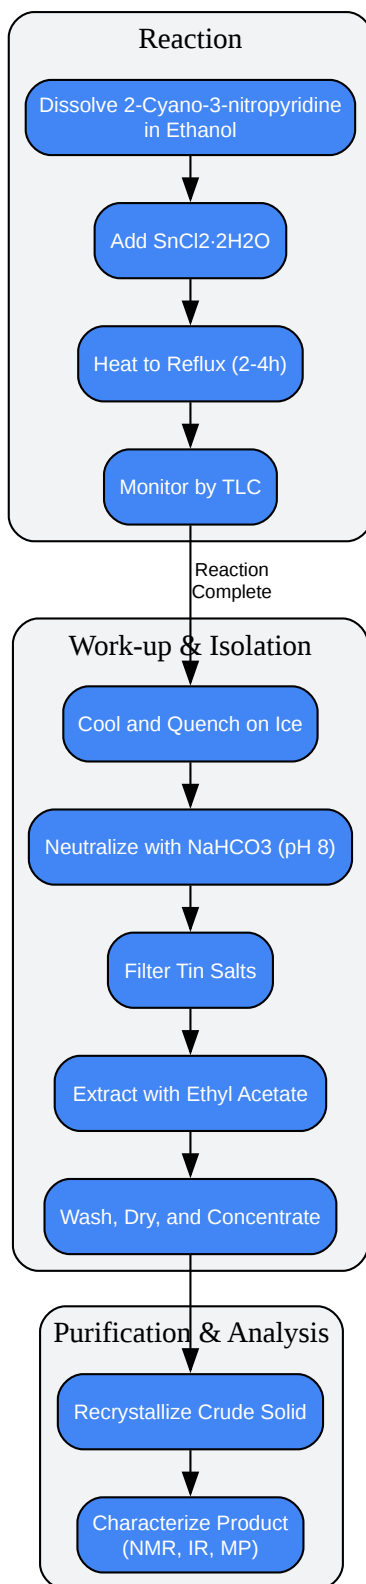 Reaction
Dissolve 2-Cyano-3-nitropyridine
in Ethanol
Add SnCl2·2H2O
Heat to Reflux (2-4h)
Monitor by TLC
Reaction
Complete
Work-up & Isolation
Cool and Quench on Ice
Neutralize with NaHCO3 (pH 8)
Filter Tin Salts
Extract with Ethyl Acetate
Wash, Dry, and Concentrate
Purification & Analysis
Recrystallize Crude Solid
Characterize Product
(NMR, IR, MP)